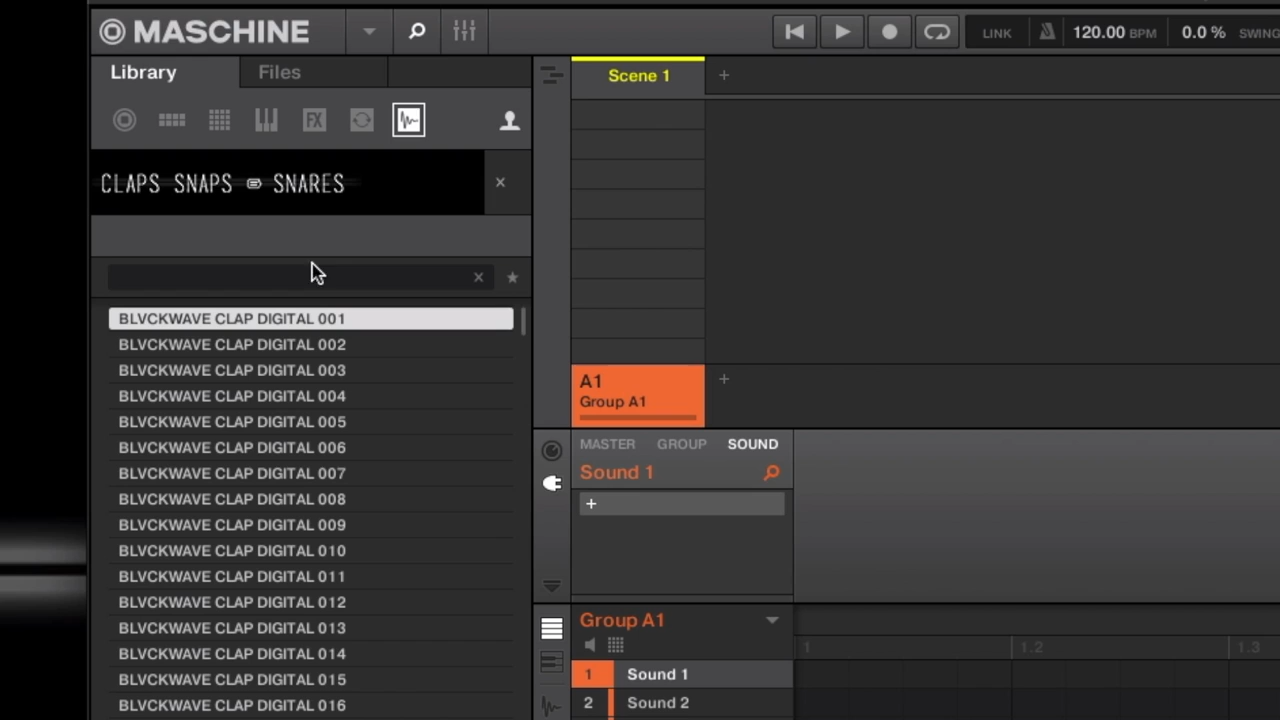 MASCHINE
LINK
120.00 BPM
0.0 %
SWING
Library
Files
Scene 1
+
FX
CLAPS SNAPS SNARES
×
×
BLVCKWAVE CLAP DIGITAL 001
BLVCKWAVE CLAP DIGITAL 002
BLVCKWAVE CLAP DIGITAL 003
BLVCKWAVE CLAP DIGITAL 004
BLVCKWAVE CLAP DIGITAL 005
BLVCKWAVE CLAP DIGITAL 006
BLVCKWAVE CLAP DIGITAL 007
BLVCKWAVE CLAP DIGITAL 008
BLVCKWAVE CLAP DIGITAL 009
BLVCKWAVE CLAP DIGITAL 010
BLVCKWAVE CLAP DIGITAL 011
BLVCKWAVE CLAP DIGITAL 012
BLVCKWAVE CLAP DIGITAL 013
BLVCKWAVE CLAP DIGITAL 014
BLVCKWAVE CLAP DIGITAL 015
BLVCKWAVE CLAP DIGITAL 016
A1
Group A1
+
MASTER GROUP SOUND
Sound 1
+
Group A1
1 1.2 1.3
1 Sound 1
2 Sound 2